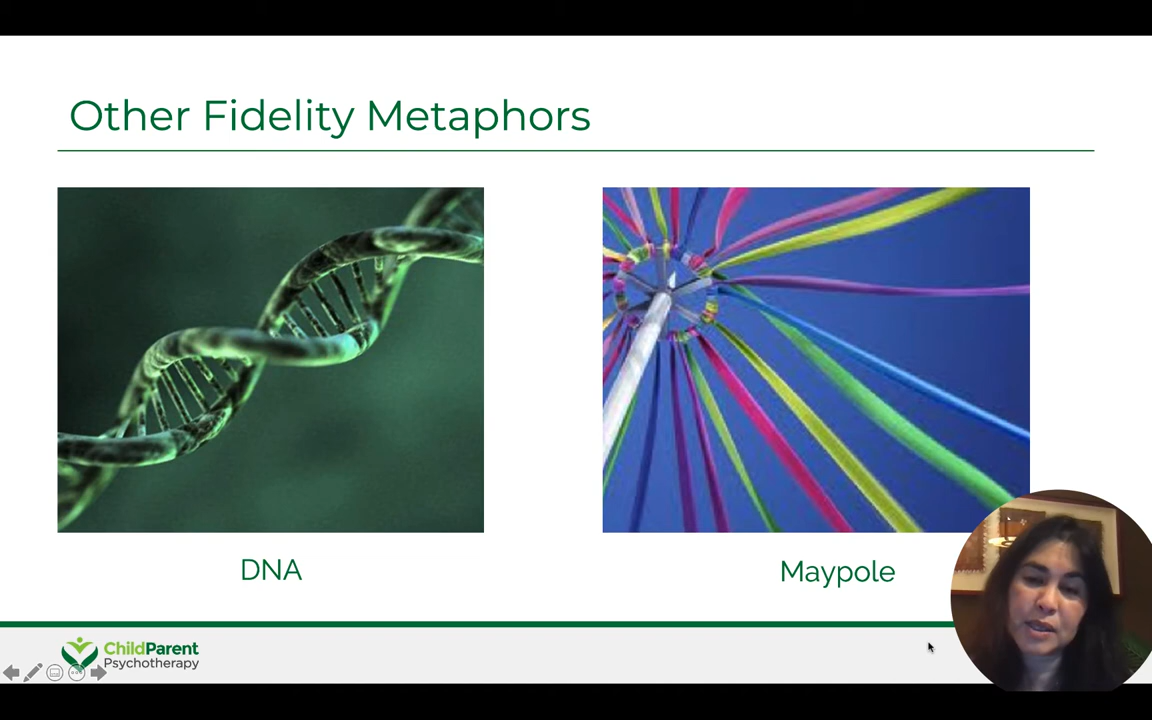 Other Fidelity Metaphors
DNA
Maypole
ChildParent
Psychotherapy